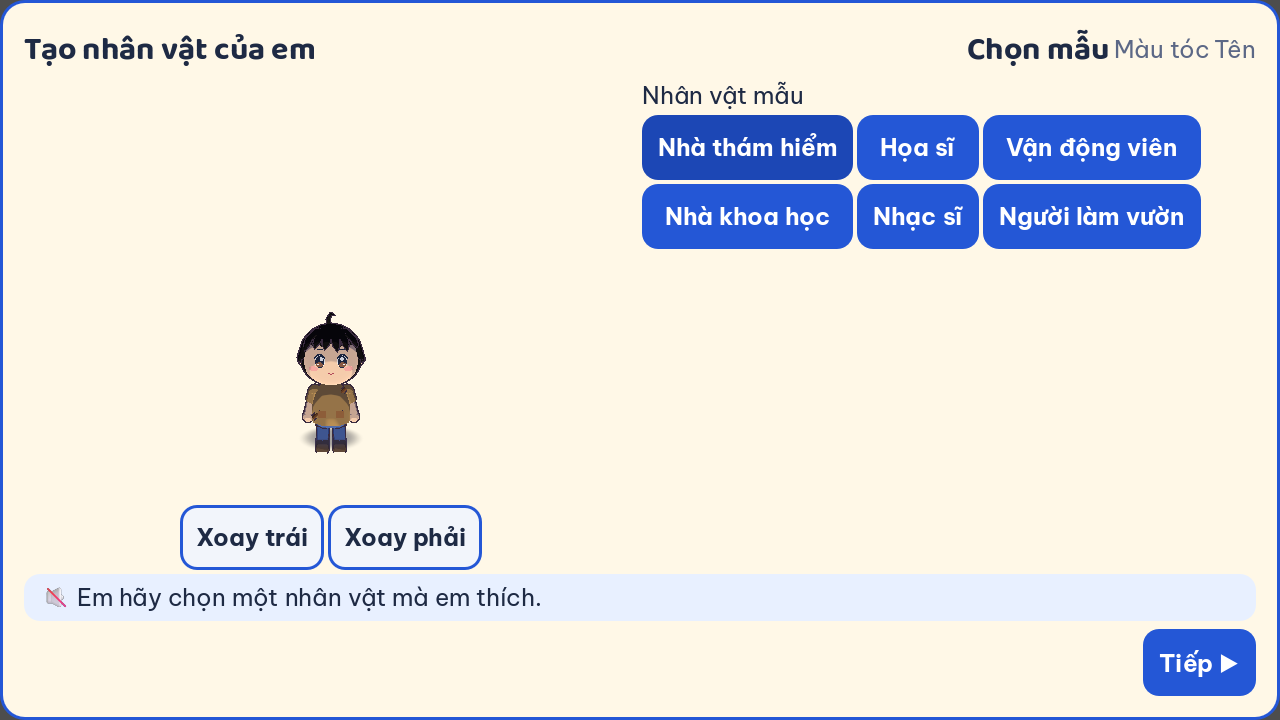 Tạo nhân vật của em
Chọn mẫu Màu tóc Tên
Nhân vật mẫu
Nhà thám hiểm Họa sĩ Vận động viên
Nhà khoa học Nhạc sĩ Người làm vườn
Xoay trái Xoay phải
Em hãy chọn một nhân vật mà em thích.
Tiếp ▶